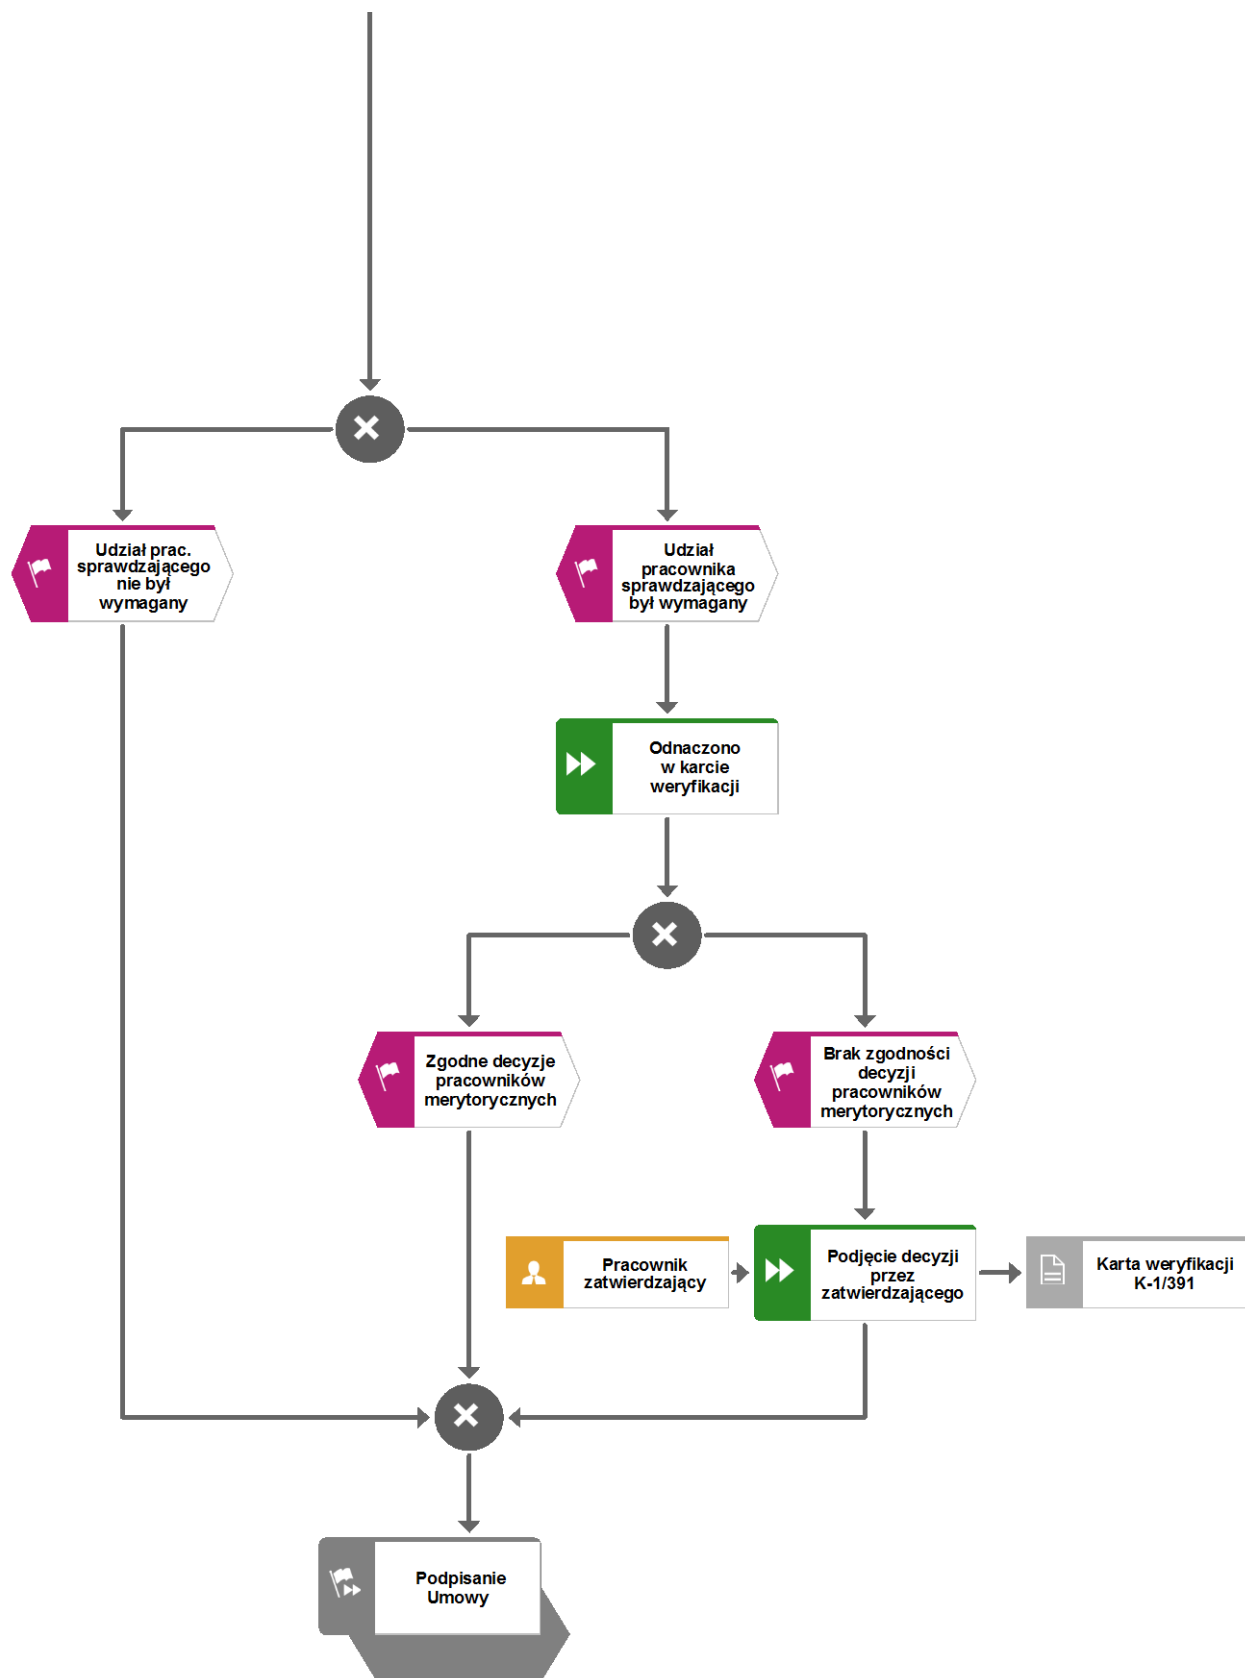 Udział prac.
sprawdzającego
nie był
wymagany
Udział
pracownika
sprawdzającego
był wymagany
Odnaczono
w karcie
weryfikacji
Zgodne decyzje
pracowników
merytorycznych
Brak zgodności
decyzji
pracowników
merytorycznych
Pracownik
zatwierdzający
Podjęcie decyzji
przez
zatwierdzającego
Karta weryfikacji
K-1/391
Podpisanie
Umowy